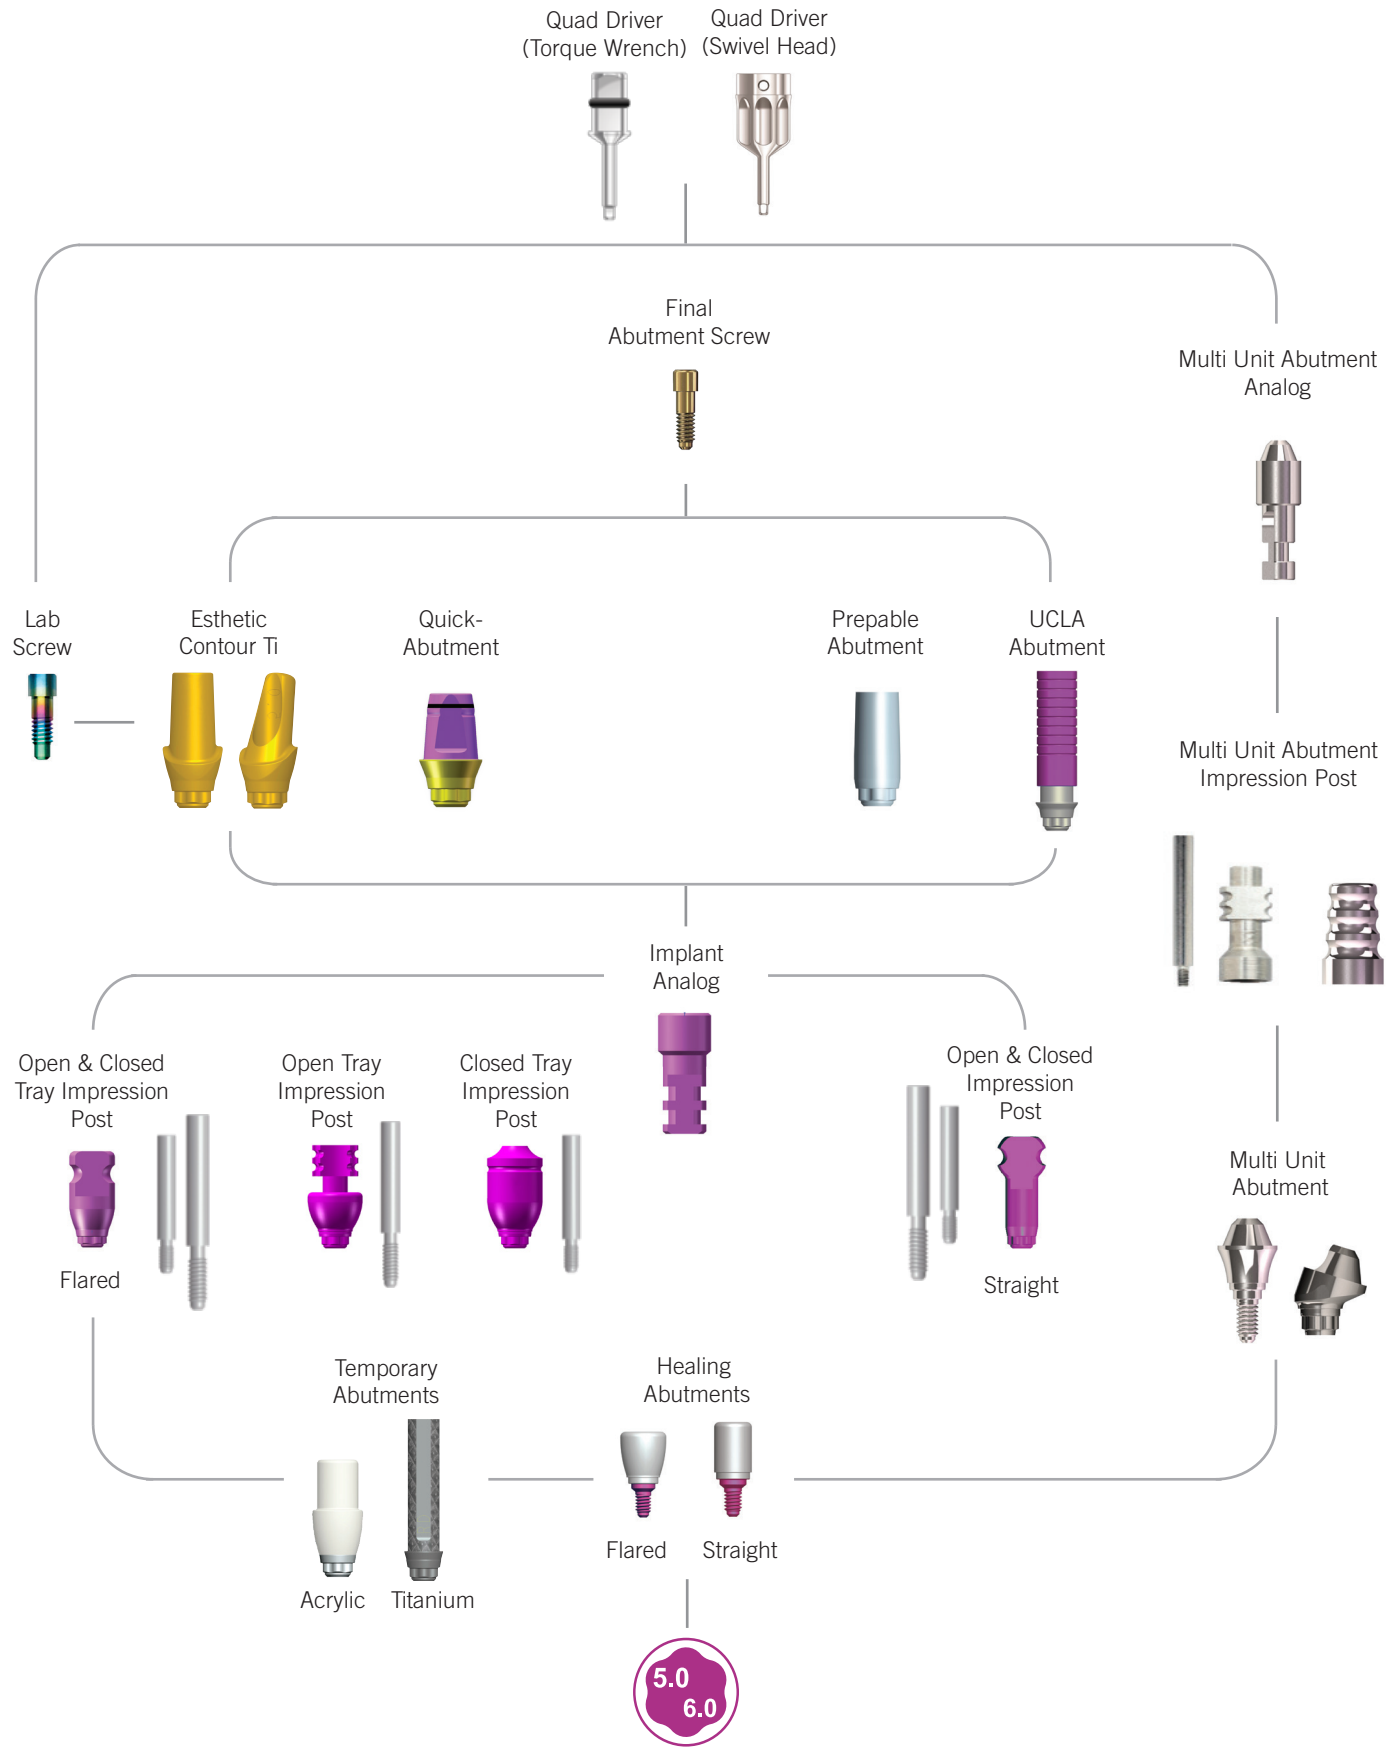 Quad Driver
(Torque Wrench)
Quad Driver
(Swivel Head)
Final
Abutment Screw
Multi Unit Abutment
Analog
Lab
Screw
Esthetic
Contour Ti
Quick-
Abutment
Prepable
Abutment
UCLA
Abutment
Multi Unit Abutment
Impression Post
Implant
Analog
Open & Closed
Tray Impression
Post
Open Tray
Impression
Post
Closed Tray
Impression
Post
Open & Closed
Impression
Post
Multi Unit
Abutment
Flared
Straight
Temporary
Abutments
Healing
Abutments
Flared
Straight
Acrylic
Titanium
5.0
6.0